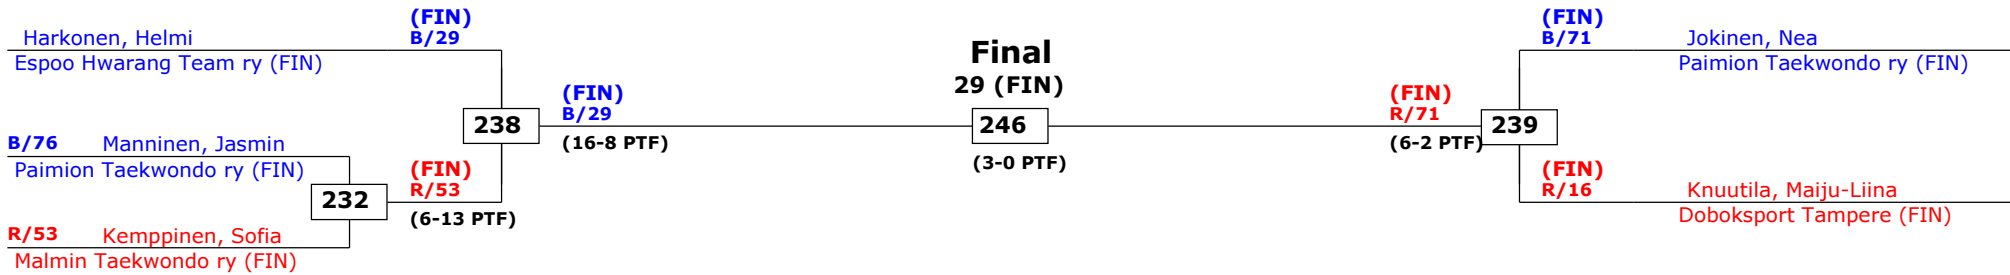 Harkonen, Helmi
Espoo Hwarang Team ry (FIN)
(FIN)
B/29
B/76 Manninen, Jasmin
Paimion Taekwondo ry (FIN)
R/53 Kemppinen, Sofia
Malmin Taekwondo ry (FIN)
232
(FIN)
R/53
(6-13 PTF)
238
(FIN)
B/29
(16-8 PTF)
Final
29 (FIN)
246
(3-0 PTF)
(FIN)
R/71
(6-2 PTF)
239
(FIN)
B/71
Jokinen, Nea
Paimion Taekwondo ry (FIN)
(FIN)
R/16
Knuutila, Maiju-Liina
Doboksport Tampere (FIN)